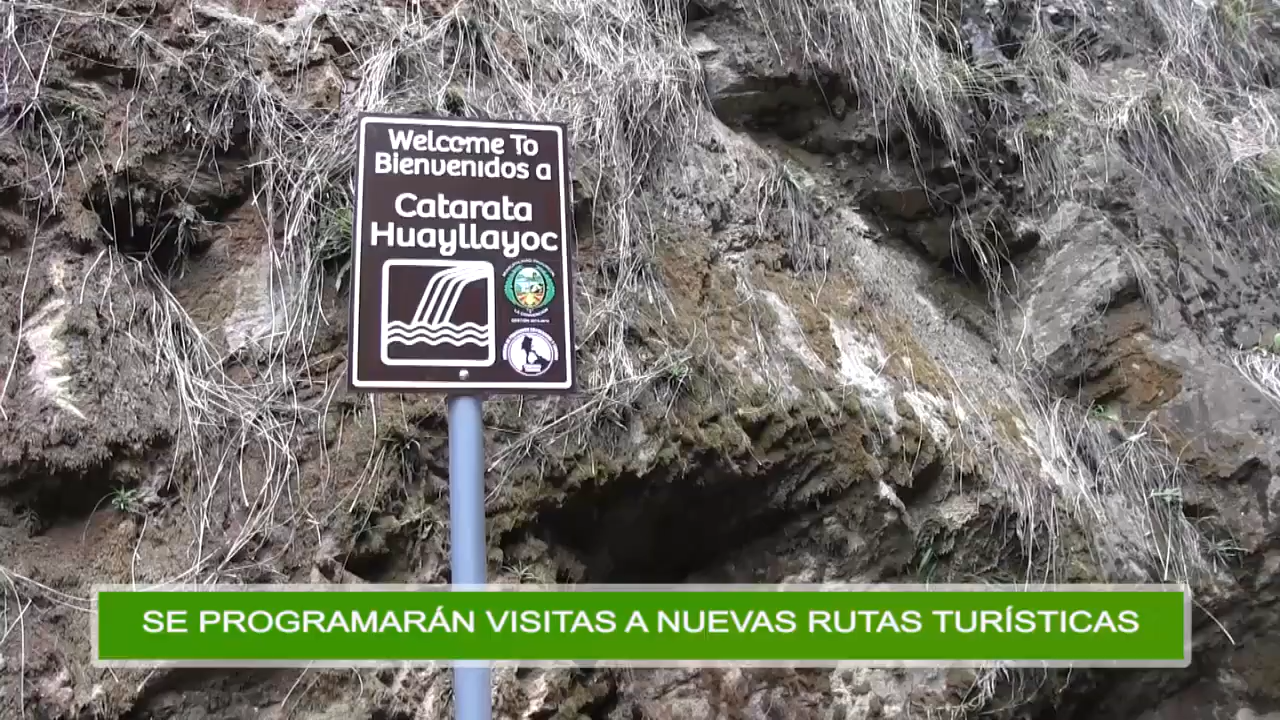 Welcome To
Bienvenidos a
Catarata
Huayllayoc
SE PROGRAMARÁN VISITAS A NUEVAS RUTAS TURÍSTICAS